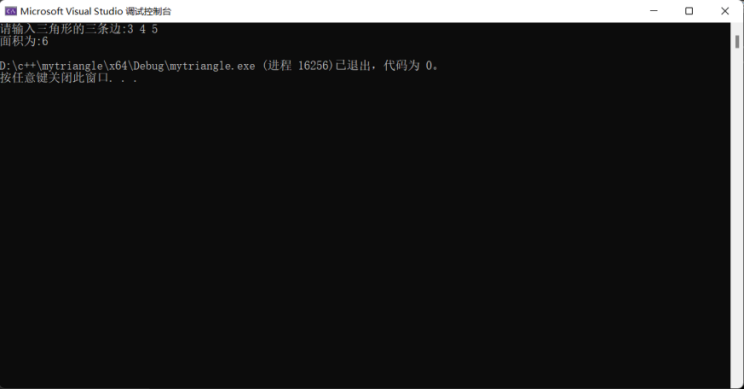 Microsoft Visual Studio 调试控制台
请输入三角形的三条边:3 4 5
面积为:6
D:\c++\mytriangle\x64\Debug\mytriangle.exe (进程 16256)已退出，代码为 0。
按任意键关闭此窗口. . .